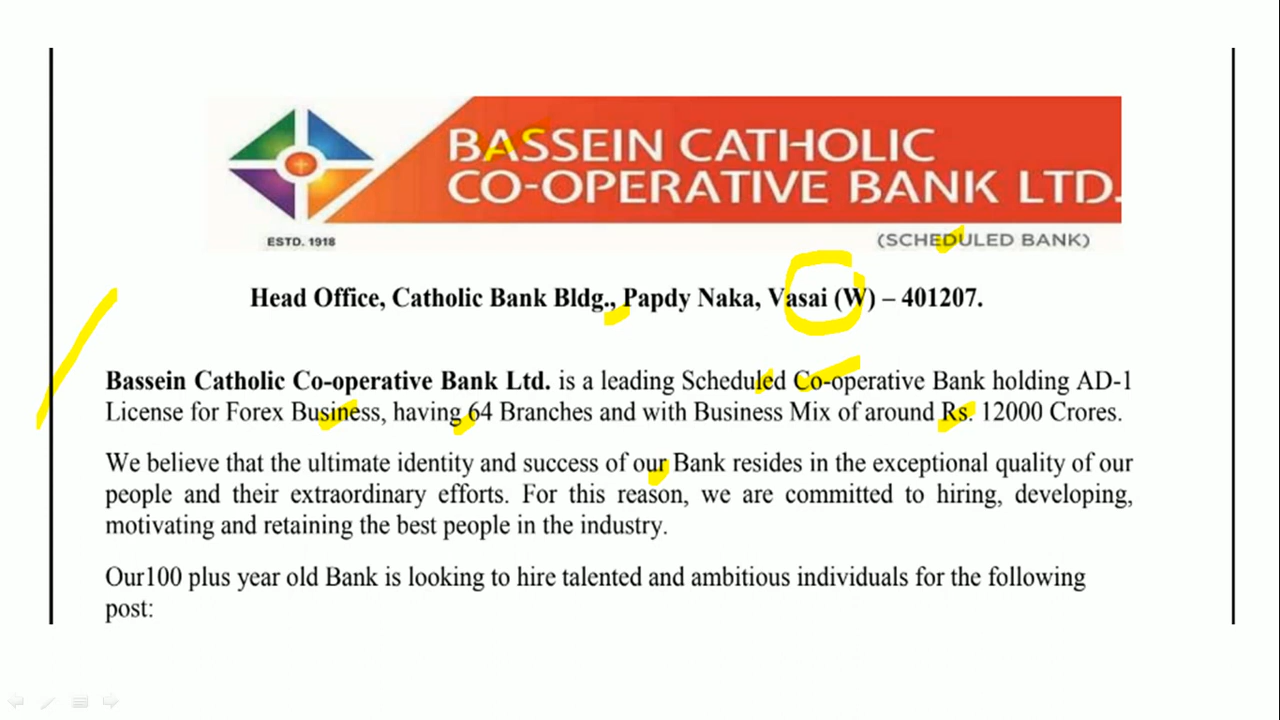 BASSEIN CATHOLIC
CO-OPERATIVE BANK LTD.
ESTD. 1918
(SCHEDULED BANK)
Head Office, Catholic Bank Bldg., Papdy Naka, Vasai (W) – 401207.
Bassein Catholic Co-operative Bank Ltd. is a leading Scheduled Co-operative Bank holding AD-1
License for Forex Business, having 64 Branches and with Business Mix of around Rs. 12000 Crores.
We believe that the ultimate identity and success of our Bank resides in the exceptional quality of our
people and their extraordinary efforts. For this reason, we are committed to hiring, developing,
motivating and retaining the best people in the industry.
Our100 plus year old Bank is looking to hire talented and ambitious individuals for the following
post: